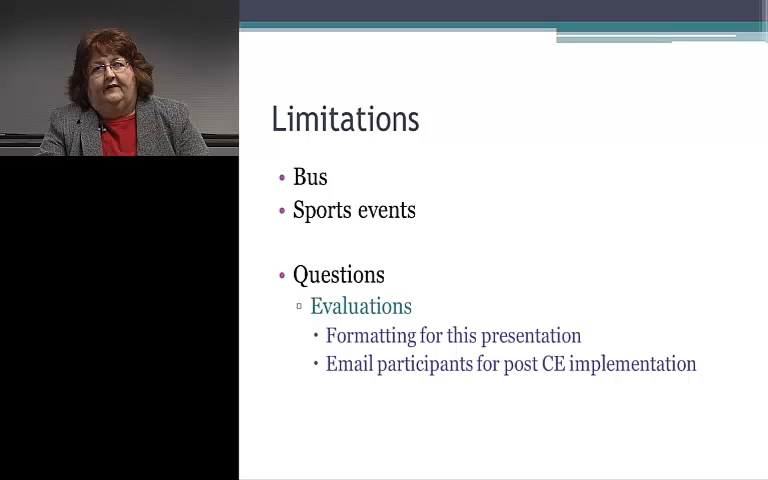 Limitations
Bus
Sports events
Questions
Evaluations
Formatting for this presentation
Email participants for post CE implementation